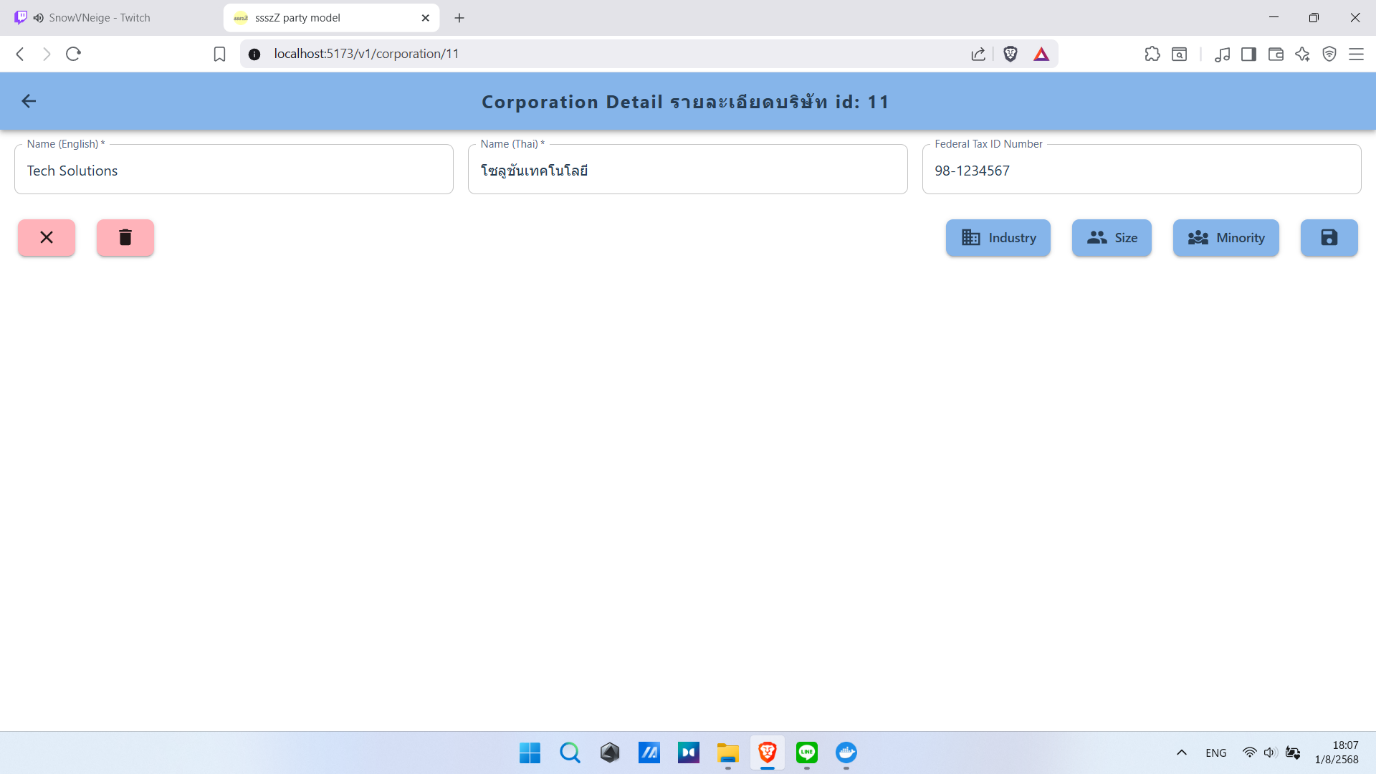 SnowVNeige - Twitch
ssszZ
ssszZ party model
localhost:5173/v1/corporation/11
Corporation Detail รายละเอียดบริษัท id: 11
Name (English) *
Name (Thai) *
Federal Tax ID Number
Tech Solutions
โซลูชันเทคโนโลยี
98-1234567
Industry
Size
Minority
LINE
ENG
18:07
1/8/2568